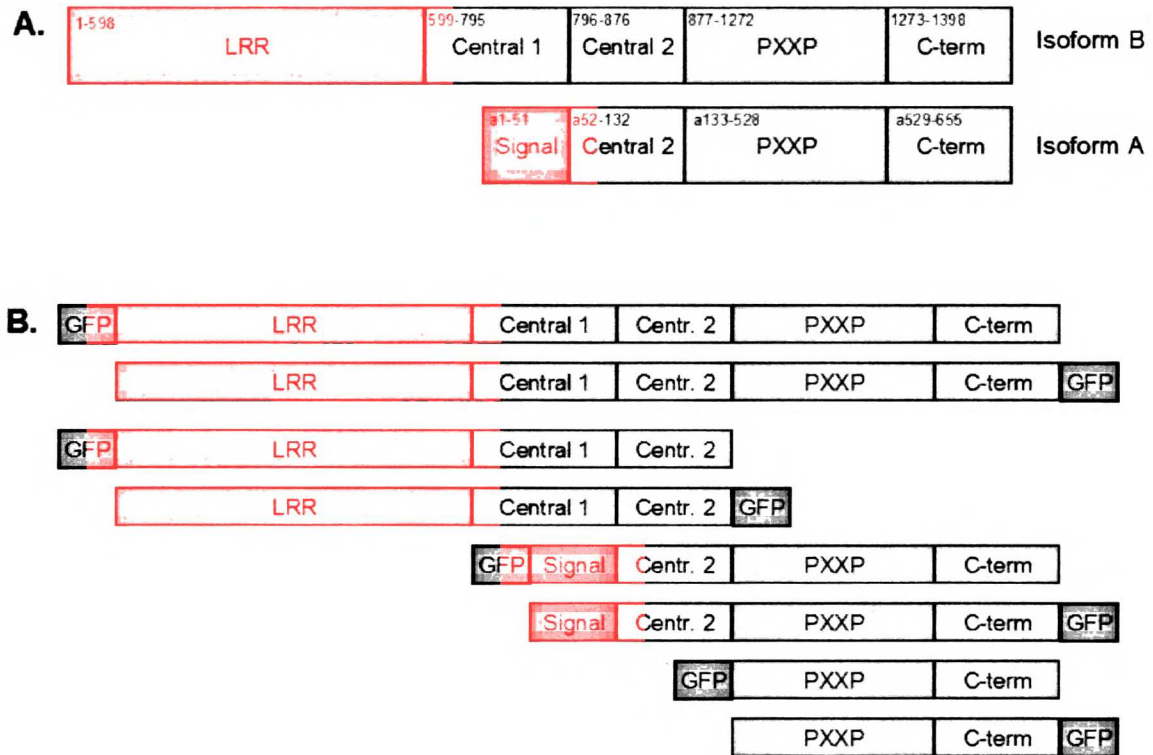 A.
1-598 599-795 796-876 877-1272 1273-1398
LRR Central 1 Central 2 PXXP C-term Isoform B
a1-51 a52-132 a133-528 a529-655
Signal Central 2 PXXP C-term Isoform A
B.
GFP LRR Central 1 Centr. 2 PXXP C-term
LRR Central 1 Centr. 2 PXXP C-term GFP
GFP LRR Central 1 Centr. 2
LRR Central 1 Centr. 2 GFP
GFP Signal Centr. 2 PXXP C-term
Signal Centr. 2 PXXP C-term GFP
GFP PXXP C-term
PXXP C-term GFP